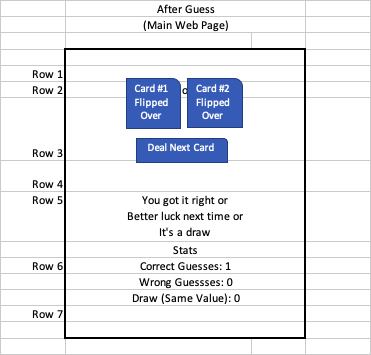 After Guess
(Main Web Page)
Row 1
Row 2
Card #1
Flipped
Over
o
Card #2
Flipped
Over
Row 3
Deal Next Card
Row 4
Row 5
You got it right or
Better luck next time or
It's a draw
Stats
Row 6
Correct Guesses: 1
Wrong Guessses: 0
Draw (Same Value): 0
Row 7